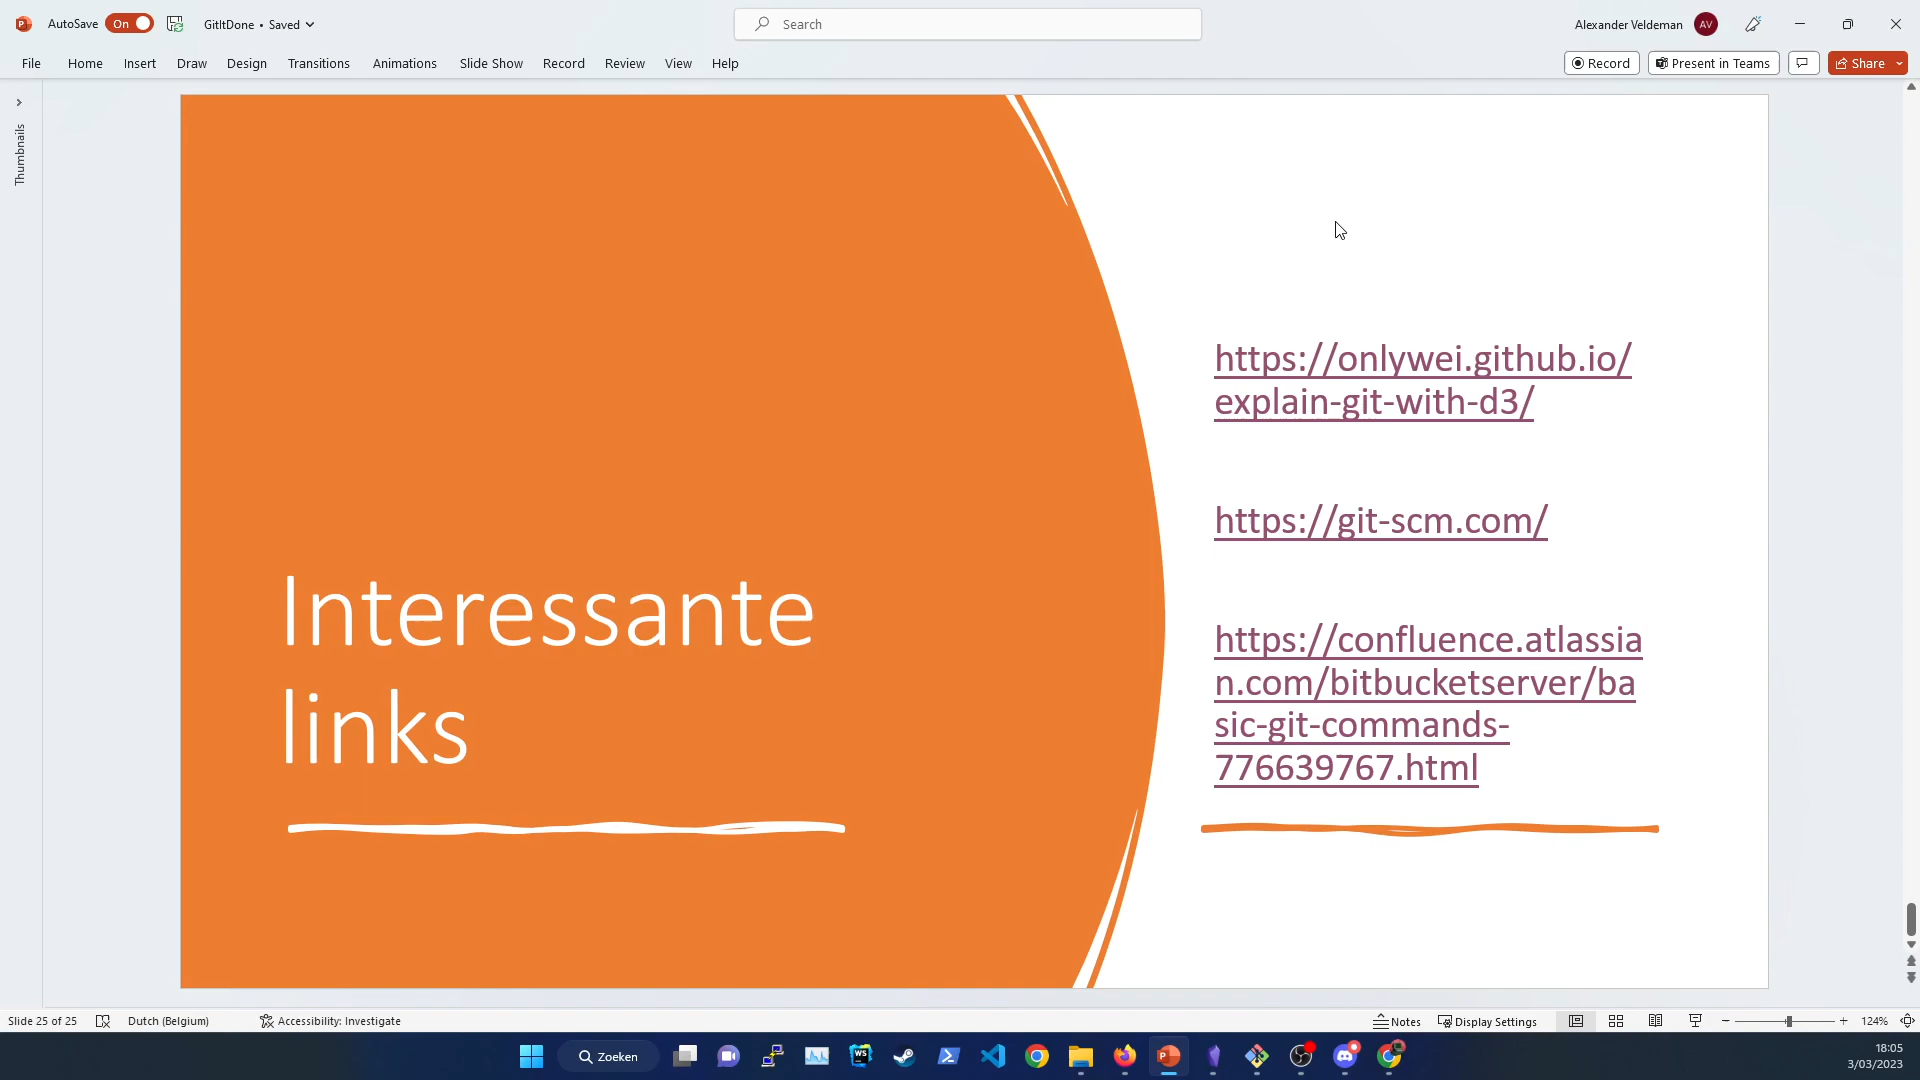 AutoSave On GitItDone • Saved
Search
Alexander Veldeman AV
File Home Insert Draw Design Transitions Animations Slide Show Record Review View Help
Record Present in Teams Share
Thumbnails
https://onlywei.github.io/
explain-git-with-d3/
https://git-scm.com/
Interessante
links
https://confluence.atlassia
n.com/bitbucketserver/ba
sic-git-commands-
776639767.html
Slide 25 of 25 Dutch (Belgium) Accessibility: Investigate Notes Display Settings 124%
Zoeken
WS
18:05
3/03/2023